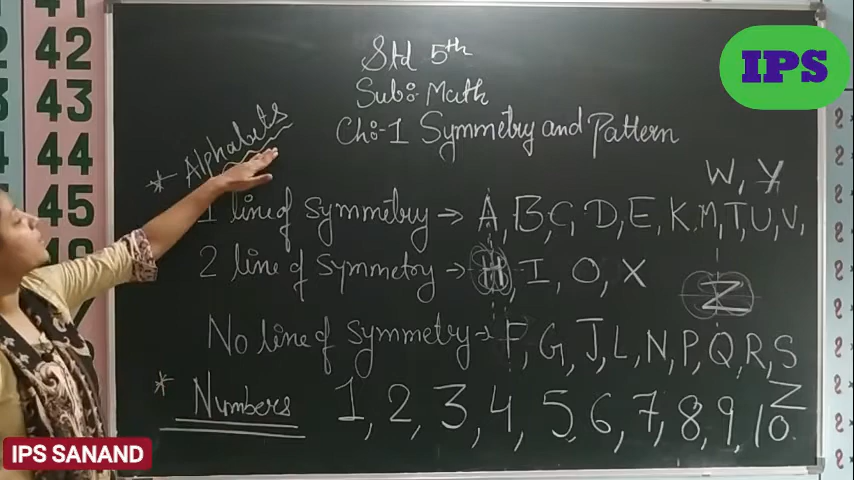 Std 5th
Sub:- Math
Ch:-1 Symmetry and Pattern
IPS
* Alphabats
W, Y
1 line of symmetry → A, B, C, D, E, K, M, T, U, V,
2 line of symmetry → H, I, O, X
Z
No line of symmetry → F, G, J, L, N, P, Q, R, S
Z
* Numbers 1, 2, 3, 4, 5, 6, 7, 8, 9, 10
IPS SANAND
41
42
43
44
45